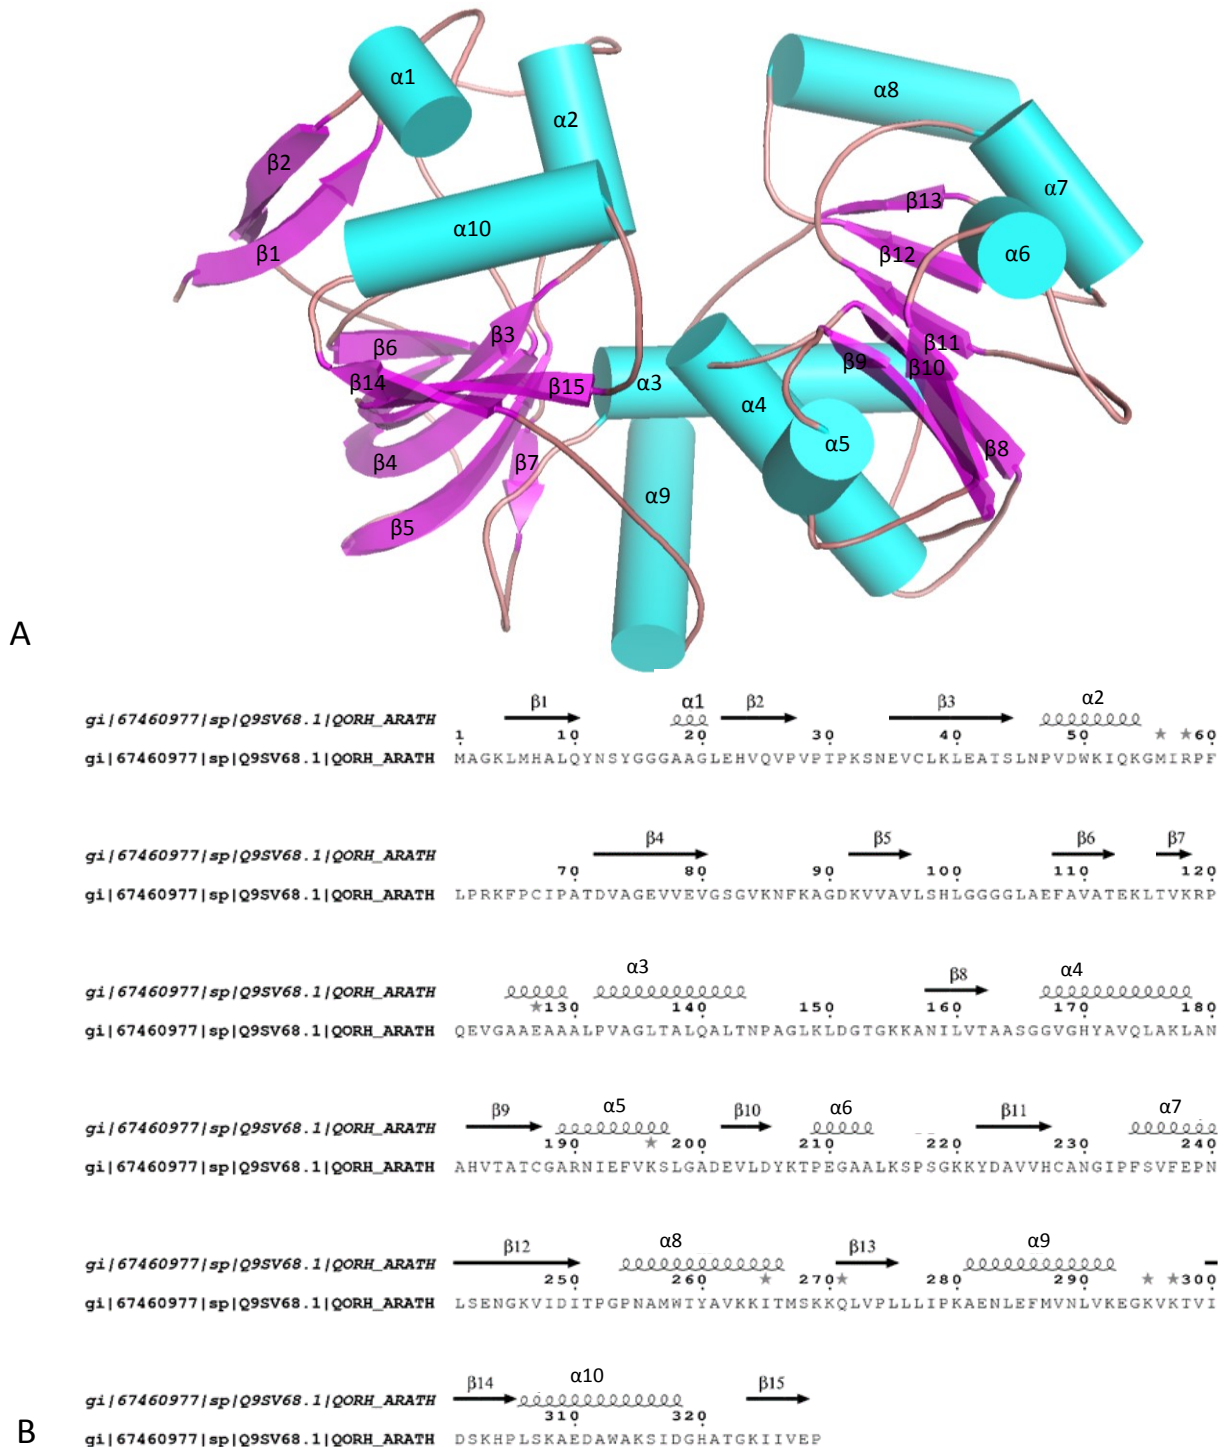 α1
α8
α2
β2
α7
β13
α10
β12
α6
β1
β3
β6
β11
β9
β10
β14
β15
α3
α4
α5
β8
β4
β7
α9
β5
A
β1 α1 β2 β3 α2
gi|67460977|sp|Q9SV68.1|QORH_ARATH
1 10 20 30 40 50 ★ ★ 60
gi|67460977|sp|Q9SV68.1|QORH_ARATH MAGKLMHALQYNSYGGGAAGLEHVQVPVPTPKSNEVCLKLEATSLNPVDWKIQKGMIRPF
β4 β5 β6 β7
gi|67460977|sp|Q9SV68.1|QORH_ARATH
70 80 90 100 110 120
gi|67460977|sp|Q9SV68.1|QORH_ARATH LPRKFPCIPATDVAGEVVEVGSGVKNFKAGDKVVAVLSHLGGGGLAEFAVATEKLTVKRP
α3 β8 α4
gi|67460977|sp|Q9SV68.1|QORH_ARATH
★ 130 140 150 160 170 180
gi|67460977|sp|Q9SV68.1|QORH_ARATH QEVGAAEAAALPVAGLTALQALTNPAGLKLDGTGKKANILVTAASGGVGHYAVQLAKLAN
β9 α5 β10 α6 β11 α7
gi|67460977|sp|Q9SV68.1|QORH_ARATH
190 ★ 200 210 220 230 240
gi|67460977|sp|Q9SV68.1|QORH_ARATH AHVTATCGARNIEFVKSLGADEVLDYKTPEGAALKSPSGKKYDAVVHCANGIPFSVFEPN
β12 α8 β13 α9
gi|67460977|sp|Q9SV68.1|QORH_ARATH
250 260 ★ 270 ★ 280 290 ★ ★ 300
gi|67460977|sp|Q9SV68.1|QORH_ARATH LSENGKVIDITPGPNAMWTYAVKKITMSKKQLVPLLLIPKAENLEFMVNLVKEGKVKTVI
β14 α10 β15
gi|67460977|sp|Q9SV68.1|QORH_ARATH
310 320
gi|67460977|sp|Q9SV68.1|QORH_ARATH DSKHPLSKAEDAWAKSIDGHATGKIIVEP
B